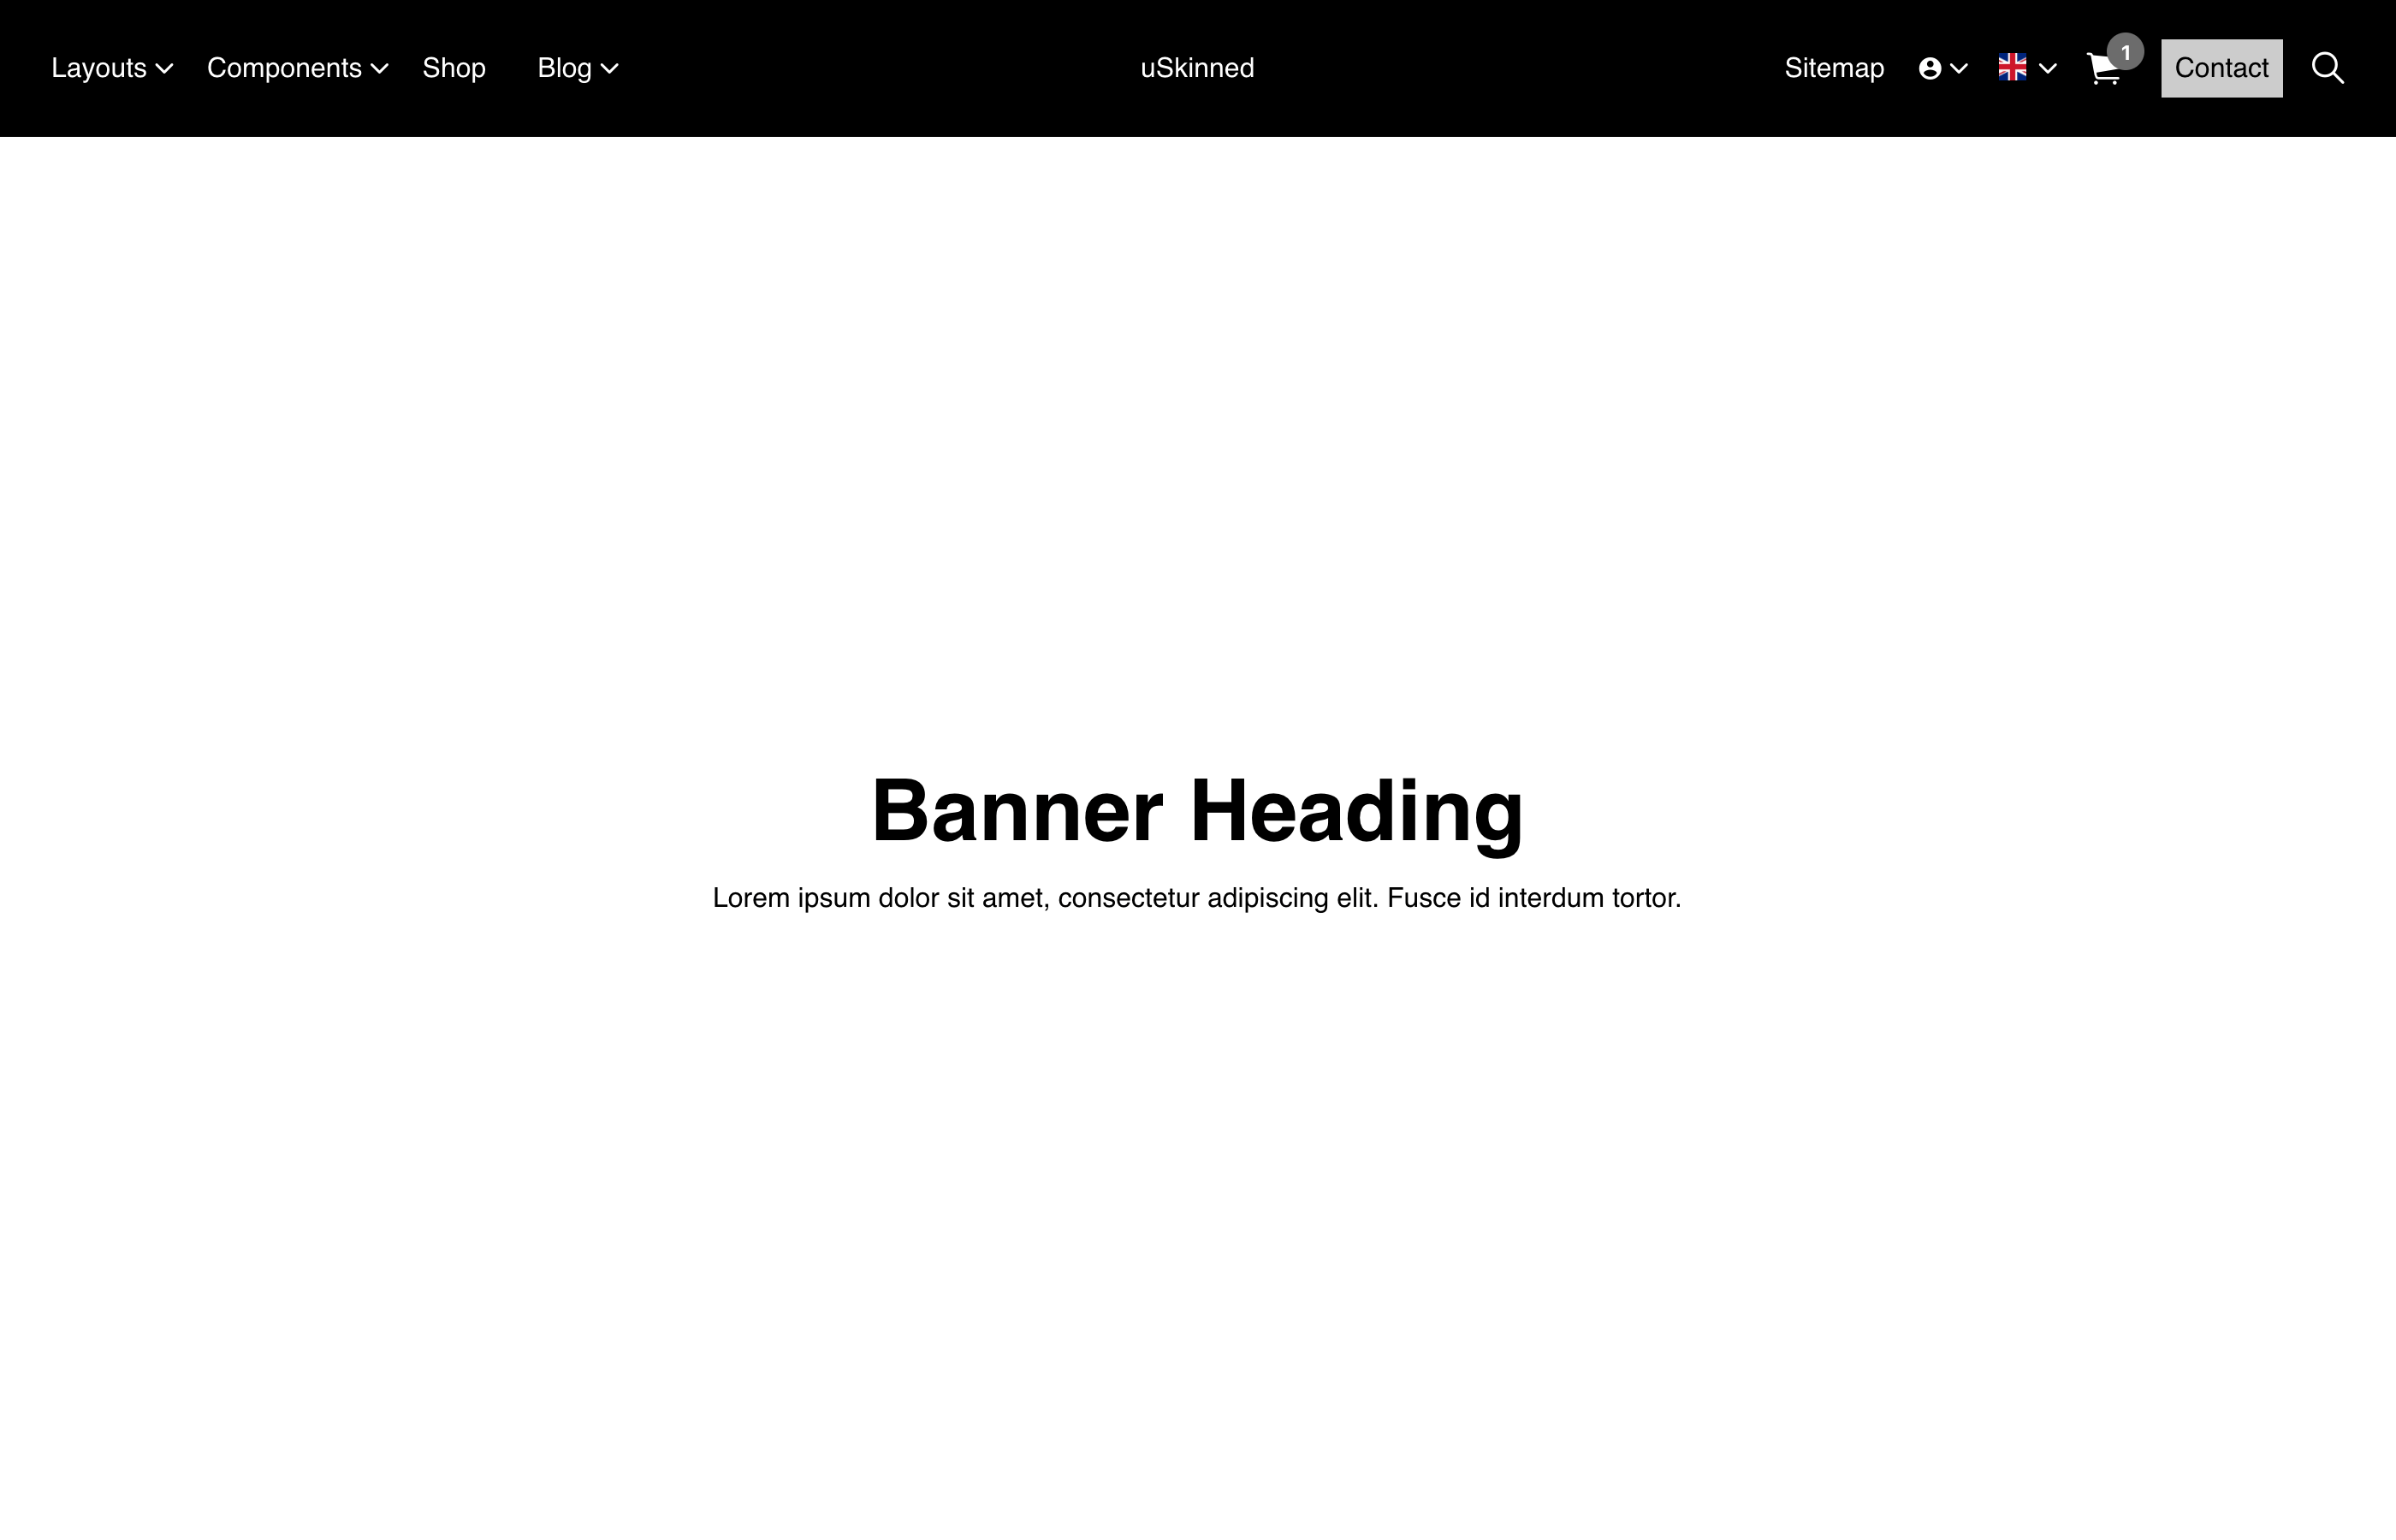 Layouts Components Shop Blog uSkinned Sitemap 1 Contact
Banner Heading
Lorem ipsum dolor sit amet, consectetur adipiscing elit. Fusce id interdum tortor.